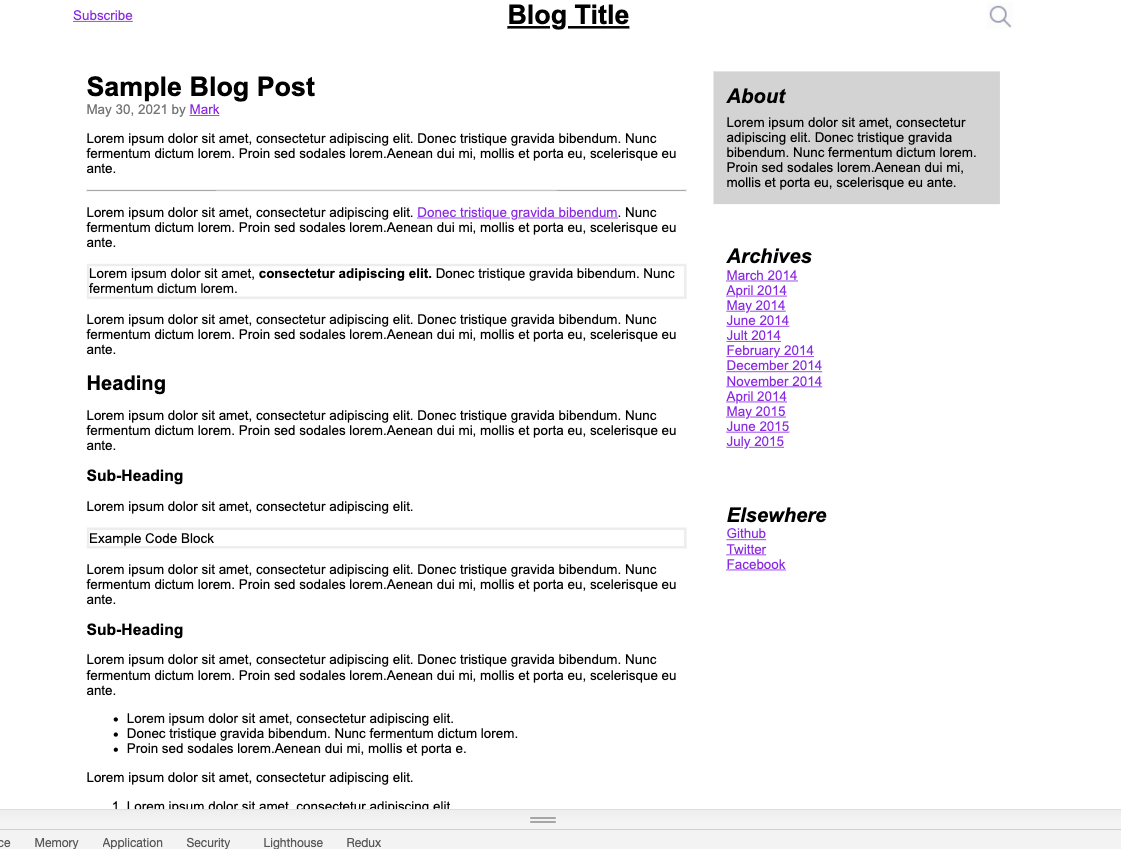 Subscribe
Blog Title
Sample Blog Post
May 30, 2021 by Mark
Lorem ipsum dolor sit amet, consectetur adipiscing elit. Donec tristique gravida bibendum. Nunc
fermentum dictum lorem. Proin sed sodales lorem.Aenean dui mi, mollis et porta eu, scelerisque eu
ante.
Lorem ipsum dolor sit amet, consectetur adipiscing elit. Donec tristique gravida bibendum. Nunc
fermentum dictum lorem. Proin sed sodales lorem.Aenean dui mi, mollis et porta eu, scelerisque eu
ante.
Lorem ipsum dolor sit amet, consectetur adipiscing elit. Donec tristique gravida bibendum. Nunc
fermentum dictum lorem.
Lorem ipsum dolor sit amet, consectetur adipiscing elit. Donec tristique gravida bibendum. Nunc
fermentum dictum lorem. Proin sed sodales lorem.Aenean dui mi, mollis et porta eu, scelerisque eu
ante.
Heading
Lorem ipsum dolor sit amet, consectetur adipiscing elit. Donec tristique gravida bibendum. Nunc
fermentum dictum lorem. Proin sed sodales lorem.Aenean dui mi, mollis et porta eu, scelerisque eu
ante.
Sub-Heading
Lorem ipsum dolor sit amet, consectetur adipiscing elit.
Example Code Block
Lorem ipsum dolor sit amet, consectetur adipiscing elit. Donec tristique gravida bibendum. Nunc
fermentum dictum lorem. Proin sed sodales lorem.Aenean dui mi, mollis et porta eu, scelerisque eu
ante.
Sub-Heading
Lorem ipsum dolor sit amet, consectetur adipiscing elit. Donec tristique gravida bibendum. Nunc
fermentum dictum lorem. Proin sed sodales lorem.Aenean dui mi, mollis et porta eu, scelerisque eu
ante.
• Lorem ipsum dolor sit amet, consectetur adipiscing elit.
• Donec tristique gravida bibendum. Nunc fermentum dictum lorem.
• Proin sed sodales lorem.Aenean dui mi, mollis et porta e.
Lorem ipsum dolor sit amet, consectetur adipiscing elit.
1. Lorem ipsum dolor sit amet, consectetur adipiscing elit.
About
Lorem ipsum dolor sit amet, consectetur
adipiscing elit. Donec tristique gravida
bibendum. Nunc fermentum dictum lorem.
Proin sed sodales lorem.Aenean dui mi,
mollis et porta eu, scelerisque eu ante.
Archives
March 2014
April 2014
May 2014
June 2014
Jult 2014
February 2014
December 2014
November 2014
April 2014
May 2015
June 2015
July 2015
Elsewhere
Github
Twitter
Facebook
ce Memory Application Security Lighthouse Redux